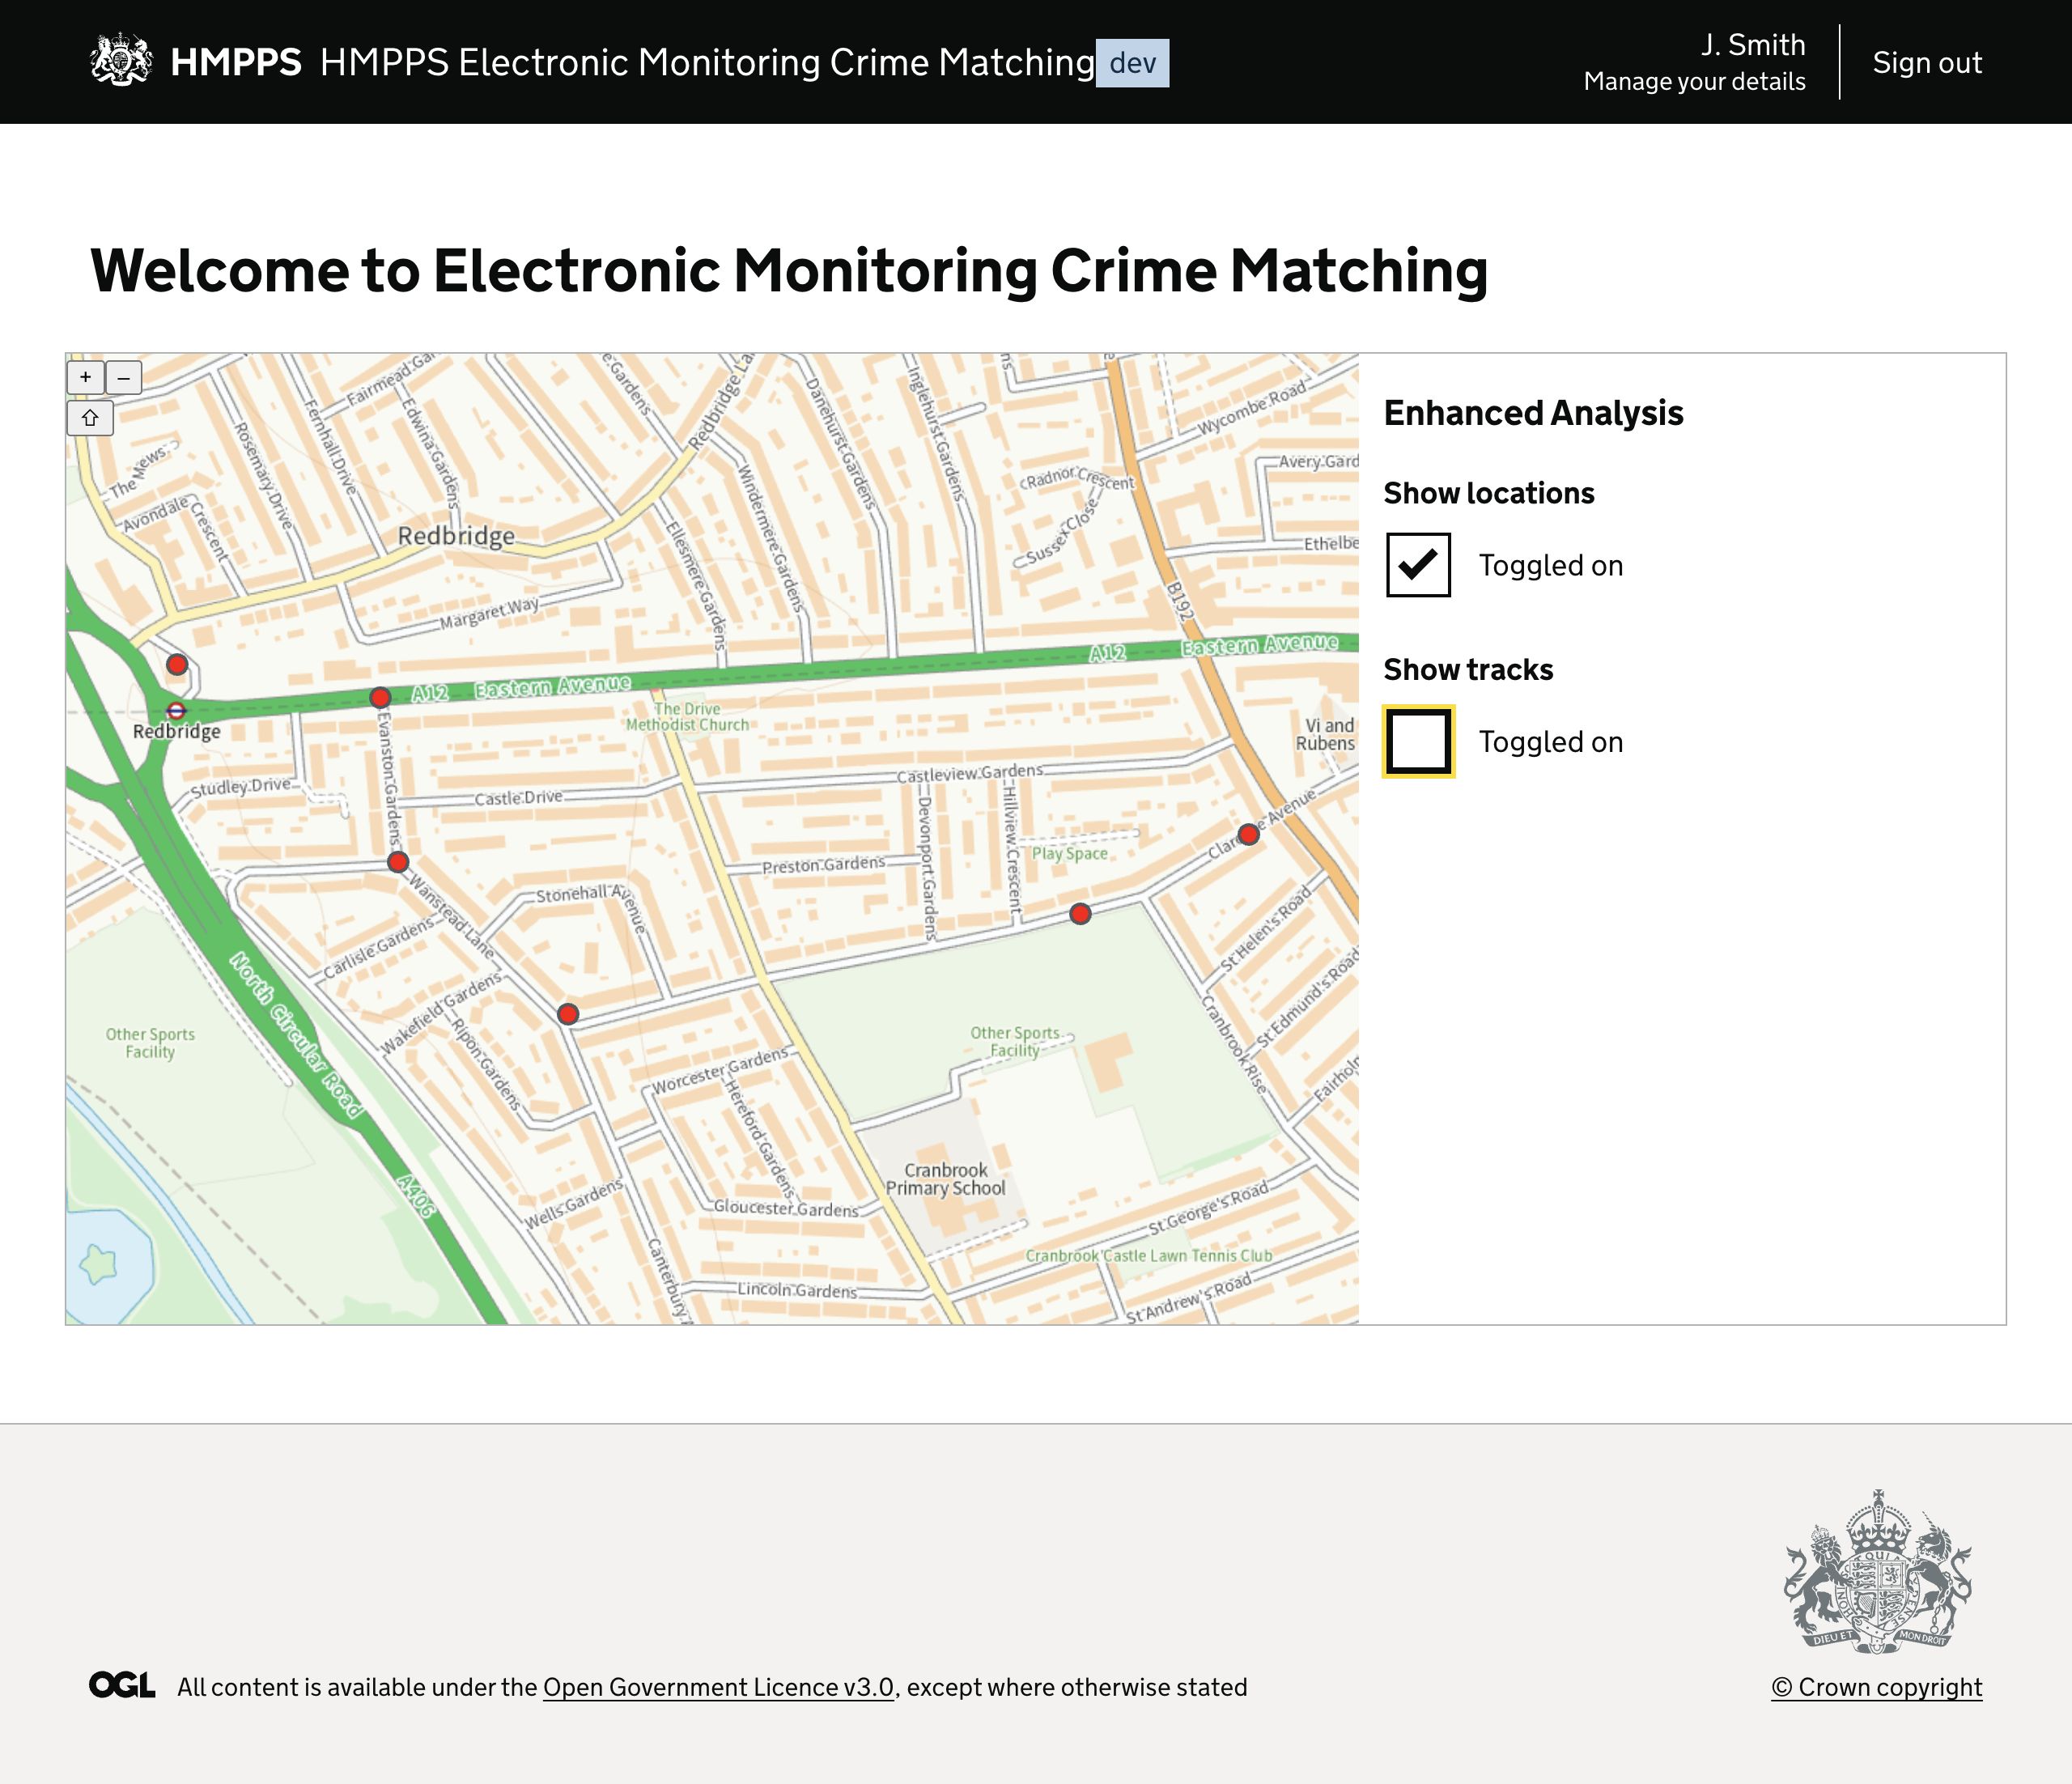 HMPPS HMPPS Electronic Monitoring Crime Matching dev
J. Smith
Manage your details
Sign out
Welcome to Electronic Monitoring Crime Matching
+ –
⇧
Enhanced Analysis
Show locations
Toggled on
Show tracks
Toggled on
Fairmead Ga
Gardens
Redbridge La
Danehurst Gardens
Inglehurst Gardens
Wycombe Road
Fernhall Drive
Edwina Gardens
Rosemary Drive
The Mews
Avondale Crescent
Windermere Gardens
Radnor Crescent
Avery Gard
Sussex Close
Redbridge
Ellesmere Gardens
Ethelbe
Margaret Way
B192
A12 Eastern Avenue
A12 Eastern Avenue
Redbridge
Evanston Gardens
The Drive
Methodist Church
Vi and
Rubens
Studley Drive
Castle Drive
Castleview Gardens
Devonport Gardens
Hillview Crescent
Play Space
Clare
e Avenue
Preston Gardens
Wanstead Lane
Stonehall Avenue
Carlisle Gardens
St Helen's Road
St Edmund's Road
North Circular Road
Wakefield Gardens
Ripon Gardens
Cranbrook Rise
Other Sports
Facility
Other Sports
Facility
Worcester Gardens
Hereford Gardens
Fairhol
A406
Cranbrook
Primary School
Wells Gardens
Gloucester Gardens
St George's Road
Canterbury
Cranbrook Castle Lawn Tennis Club
Lincoln Gardens
St Andrew's Road
DIEU ET MON DROIT
OGL All content is available under the Open Government Licence v3.0, except where otherwise stated
© Crown copyright